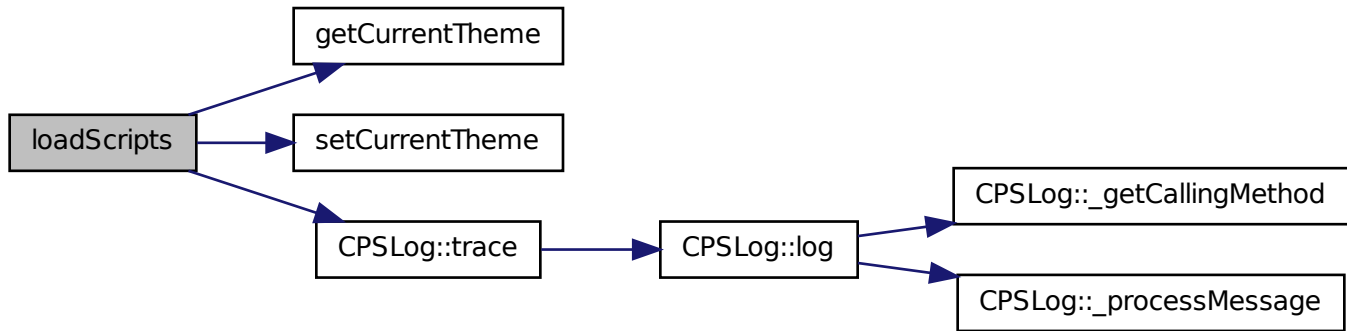 getCurrentTheme
loadScripts
setCurrentTheme
CPSLog::trace
CPSLog::log
CPSLog::_getCallingMethod
CPSLog::_processMessage